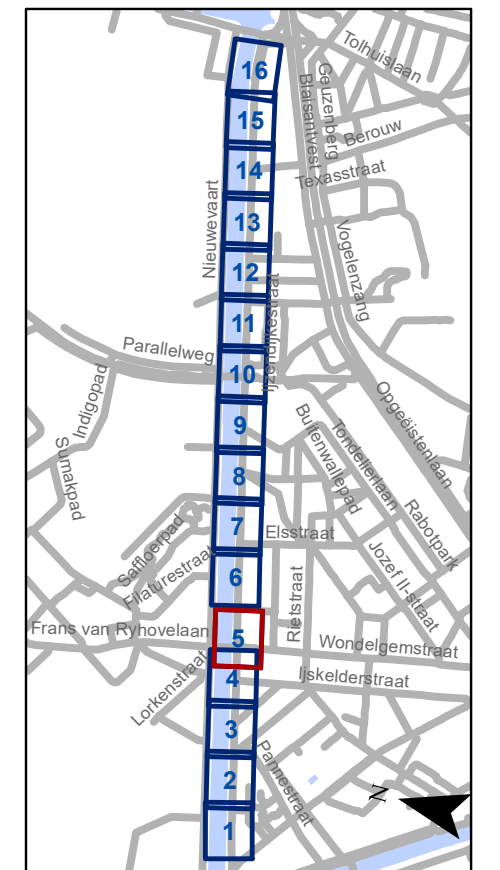 Tolhuislaan
16
Geuzenberg
Blaisantvest
15
Berouw
14
Texasstraat
Nieuwevaart
13
Vogelenzang
12
Ijzendijkestraat
11
Parallelweg
10
Indigopad
Opgeëistenlaan
9
Buitenwallepad
Tondelierlaan
Sumakpad
8
Rabotpark
7
Elsstraat
Saffloerpad
Jozef II-straat
Filaturestraat
6
Rietstraat
Frans van Ryhovelaan
5
Wondelgemstraat
4
Ijskelderstraat
Lorkenstraat
3
Pannestraat
2
N
1